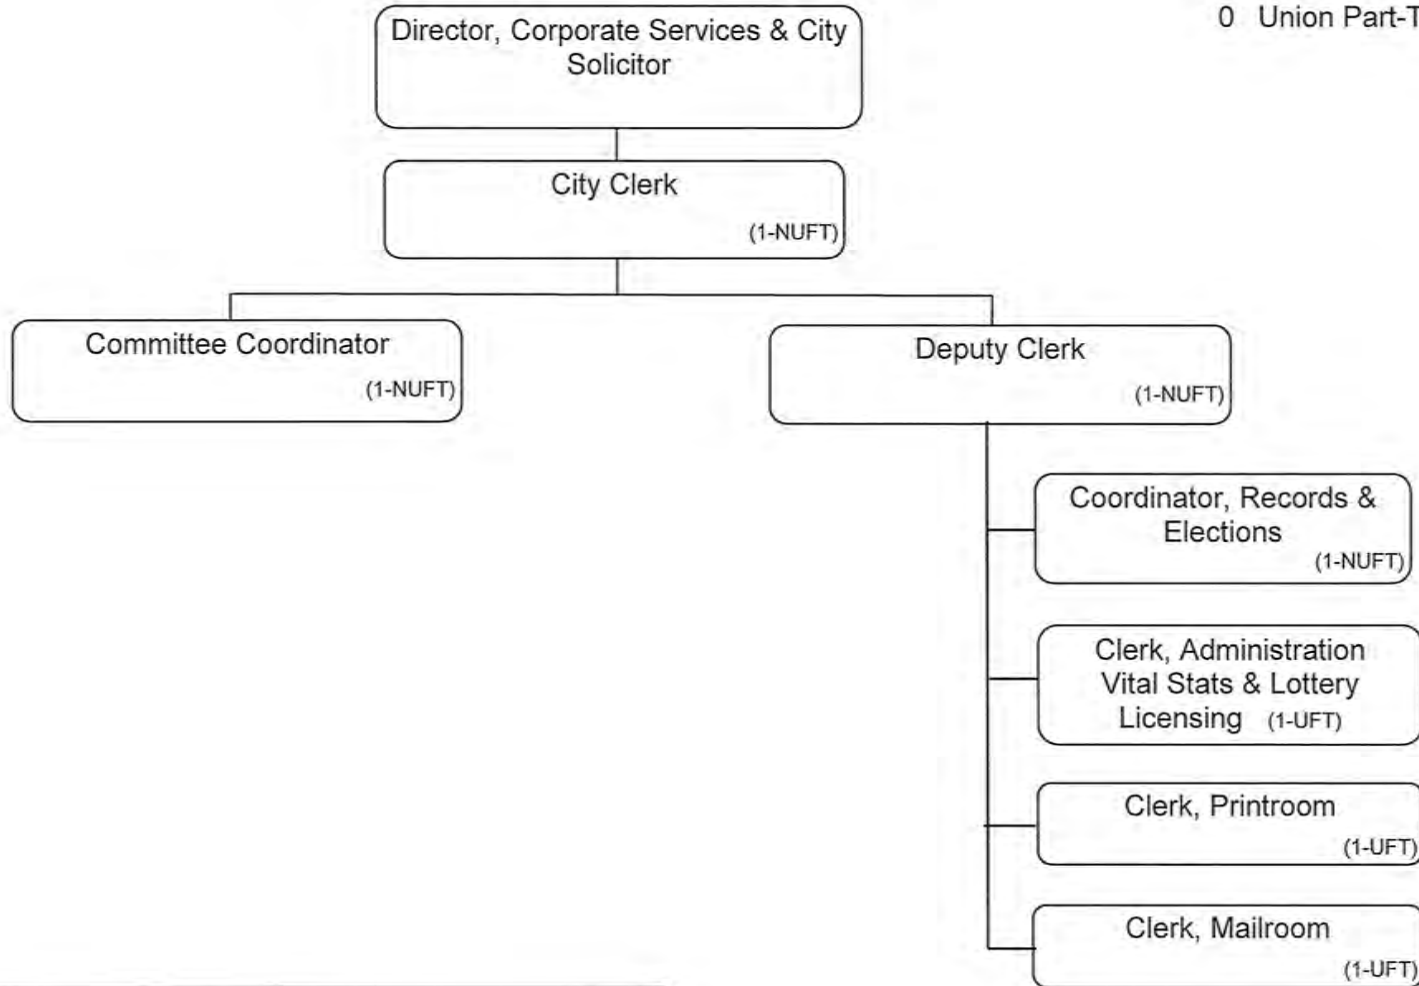 0 Union Part-T
Director, Corporate Services & City
Solicitor
City Clerk
(1-NUFT)
Committee Coordinator
(1-NUFT)
Deputy Clerk
(1-NUFT)
Coordinator, Records &
Elections
(1-NUFT)
Clerk, Administration
Vital Stats & Lottery
Licensing (1-UFT)
Clerk, Printroom
(1-UFT)
Clerk, Mailroom
(1-UFT)